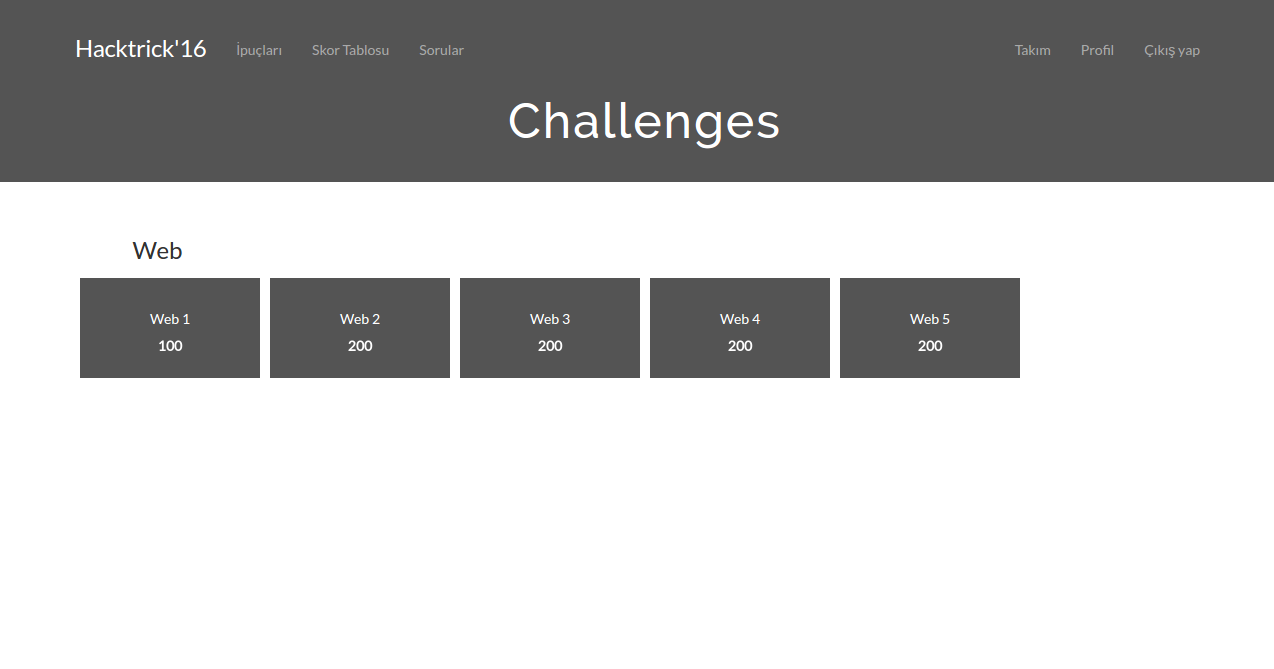 Hacktrick'16 İpuçları Skor Tablosu Sorular Takım Profil Çıkış yap
Challenges
Web
Web 1 Web 2 Web 3 Web 4 Web 5
100 200 200 200 200